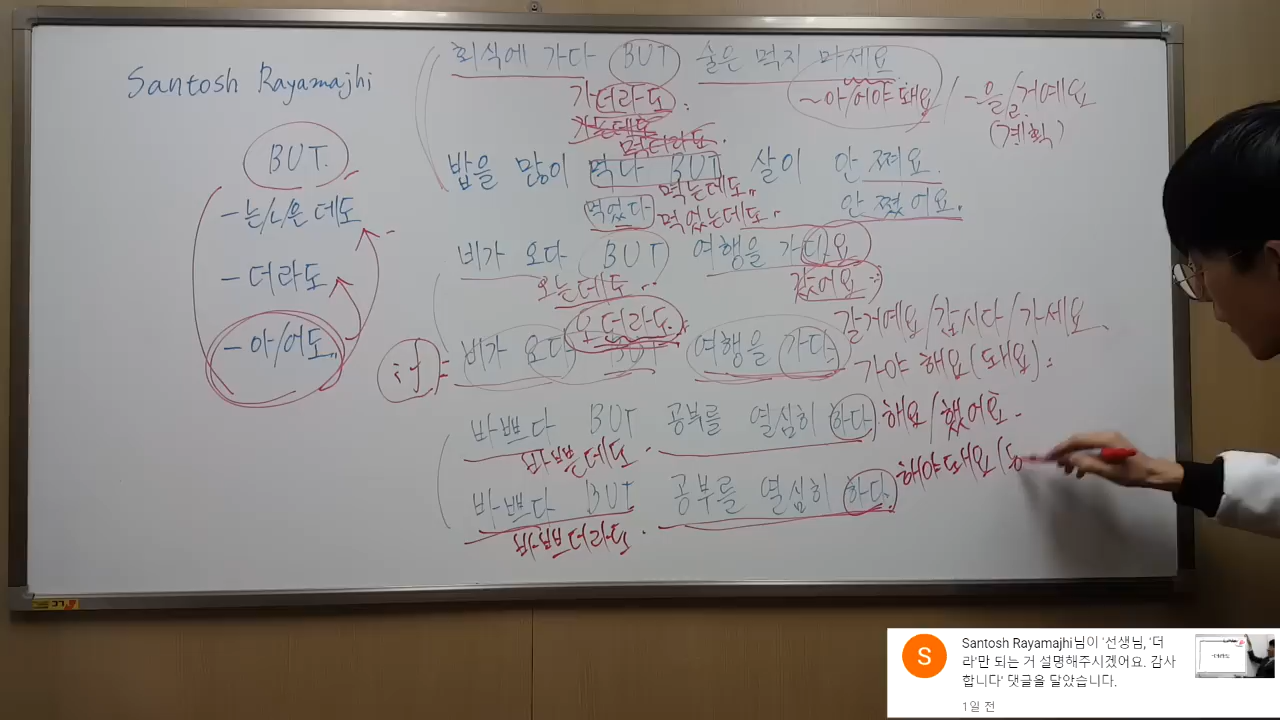 Santosh Rayamajhi
BUT.
-는/ㄴ/은 데도
-더라도
-아/어도
회식에 가다 BUT 술은 먹지 마세요
가더라도
~아/어야 돼요 / ~을/ㄹ 거예요
(계획)
가는데도
먹더라도
밥을 많이 먹다 BUT 살이 안 쪄요.
먹는데도
먹었다
먹었는데도
안 쪘어요.
비가 오다 BUT 여행을 가다요
오는데도
갔어요
if
비가 오다 BUT 여행을 가다
오더라도
갈거예요/갑시다/가세요
가야 해요(돼요)
바쁘다 BUT 공부를 열심히 하다 해요/했어요
바쁜데도
바쁘다 BUT 공부를 열심히 하다 해야돼요
바쁘더라도
S
Santosh Rayamajhi님이 '선생님, '더
라'만 되는 거 설명해주시겠어요. 감사
합니다' 댓글을 달았습니다.
1일 전